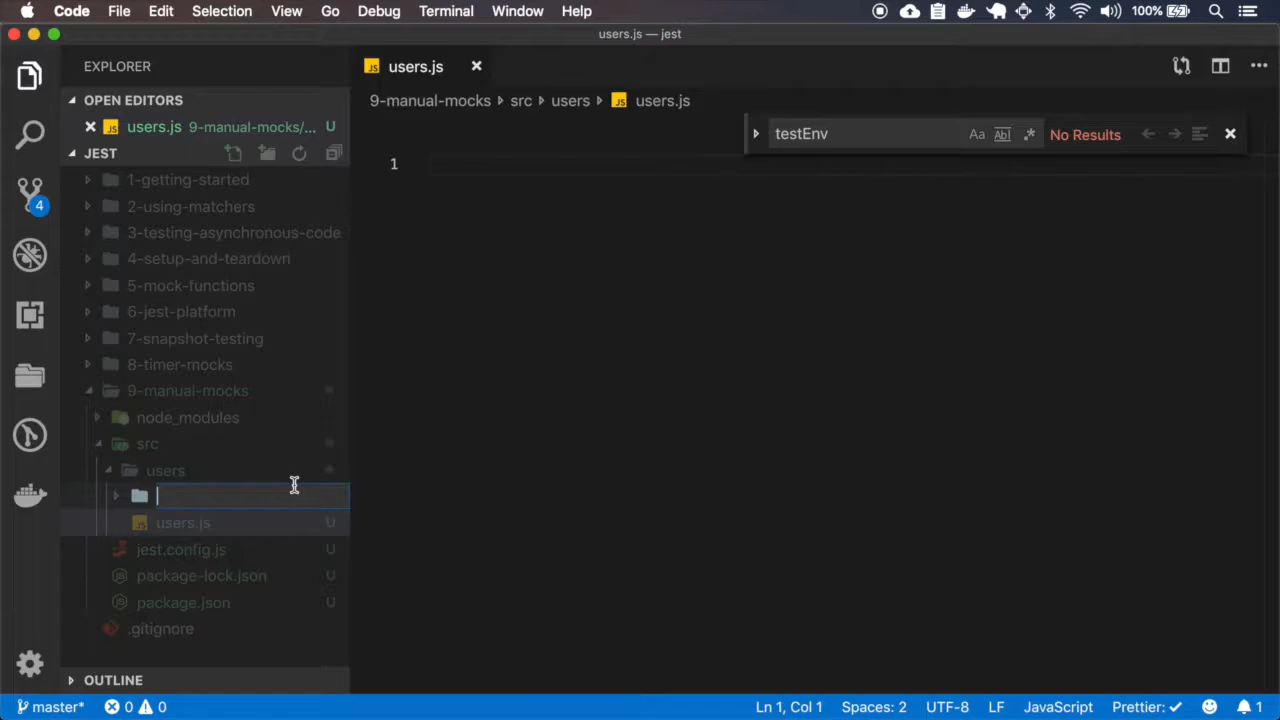 Code File Edit Selection View Go Debug Terminal Window Help 100%
users.js — jest
EXPLORER
users.js
OPEN EDITORS
9-manual-mocks src users users.js
users.js 9-manual-mocks/... U
testEnv Aa Ab| .* No Results
JEST
1
1-getting-started
2-using-matchers
3-testing-asynchronous-code
4-setup-and-teardown
5-mock-functions
6-jest-platform
7-snapshot-testing
8-timer-mocks
9-manual-mocks
node_modules
src
users
users.js U
jest.config.js U
package-lock.json U
package.json U
.gitignore
OUTLINE
4
master* 0 0 Ln 1, Col 1 Spaces: 2 UTF-8 LF JavaScript Prettier: 1